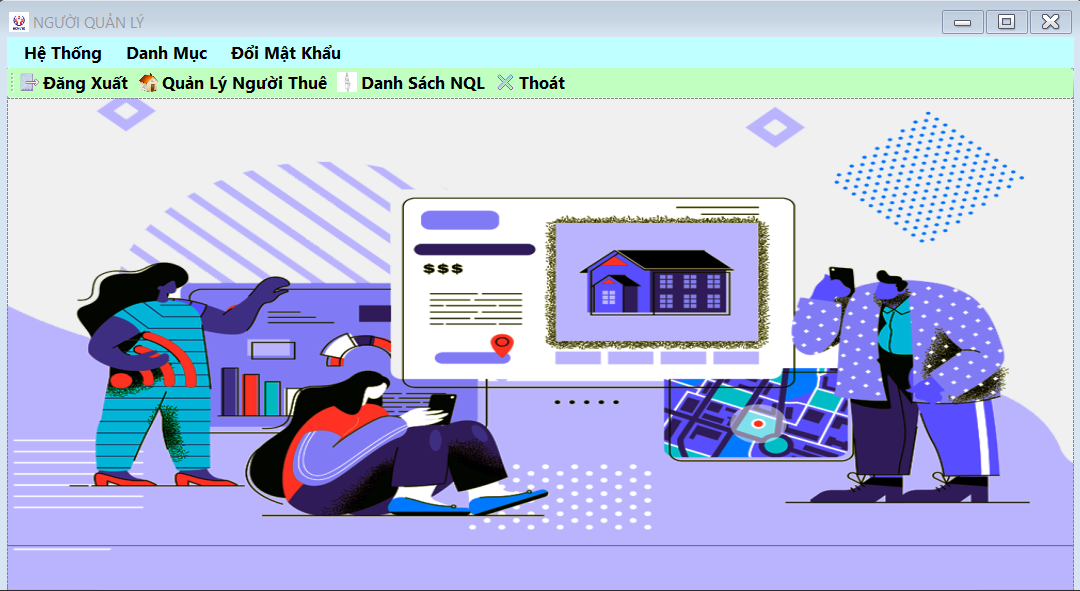 NGƯỜI QUẢN LÝ
Hệ Thống Danh Mục Đổi Mật Khẩu
Đăng Xuất Quản Lý Người Thuê Danh Sách NQL Thoát
$$$